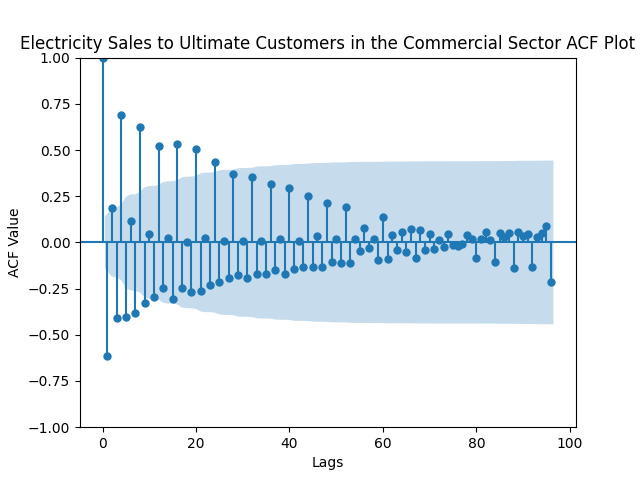 Electricity Sales to Ultimate Customers in the Commercial Sector ACF Plot
1.00
0.75
0.50
0.25
0.00
−0.25
−0.50
−0.75
−1.00
ACF Value
0 20 40 60 80 100
Lags